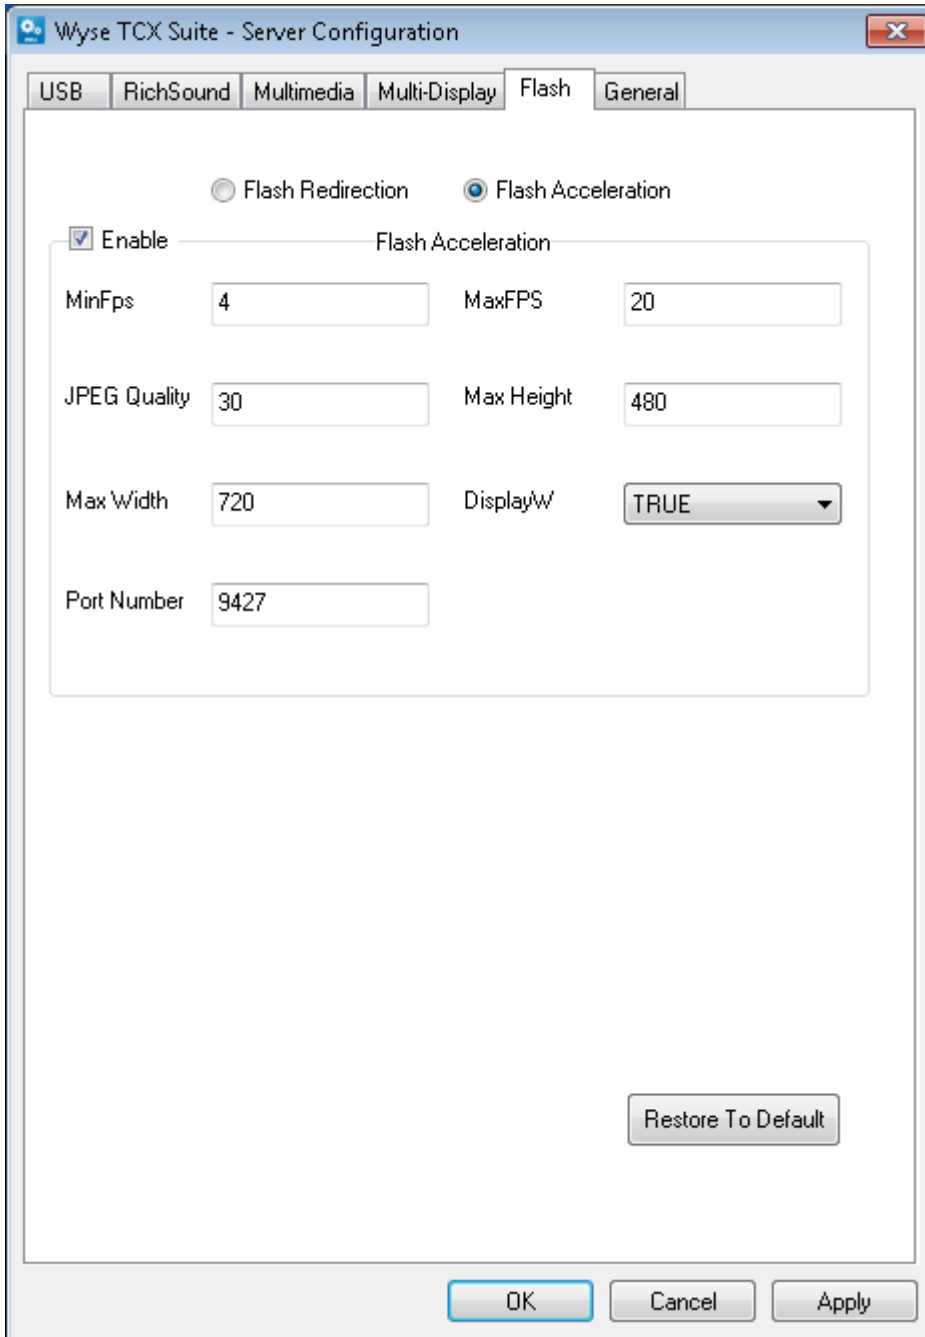 Wyse TCX Suite - Server Configuration
USB RichSound Multimedia Multi-Display Flash General
Flash Redirection Flash Acceleration
Enable Flash Acceleration
MinFps 4 MaxFPS 20
JPEG Quality 30 Max Height 480
Max Width 720 DisplayW TRUE
Port Number 9427
Restore To Default
OK Cancel Apply